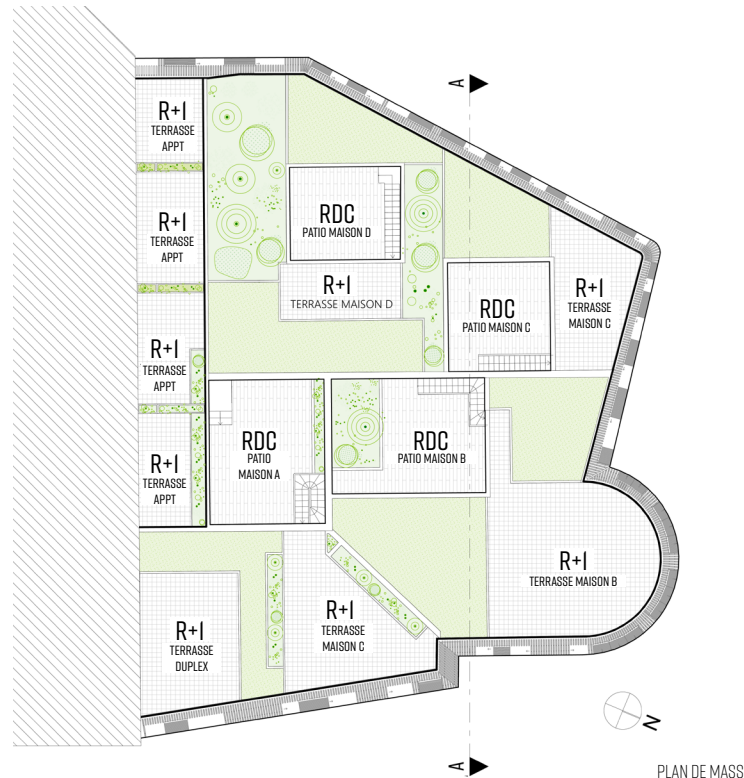 A
R+1
TERRASSE
APPT
R+1
TERRASSE
APPT
RDC
PATIO MAISON D
R+1
TERRASSE MAISON D
RDC
PATIO MAISON C
R+1
TERRASSE
MAISON C
R+1
TERRASSE
APPT
RDC
PATIO
MAISON A
RDC
PATIO MAISON B
R+1
TERRASSE
APPT
R+1
TERRASSE MAISON B
R+1
TERRASSE
DUPLEX
R+1
TERRASSE
MAISON C
N
A
PLAN DE MASS